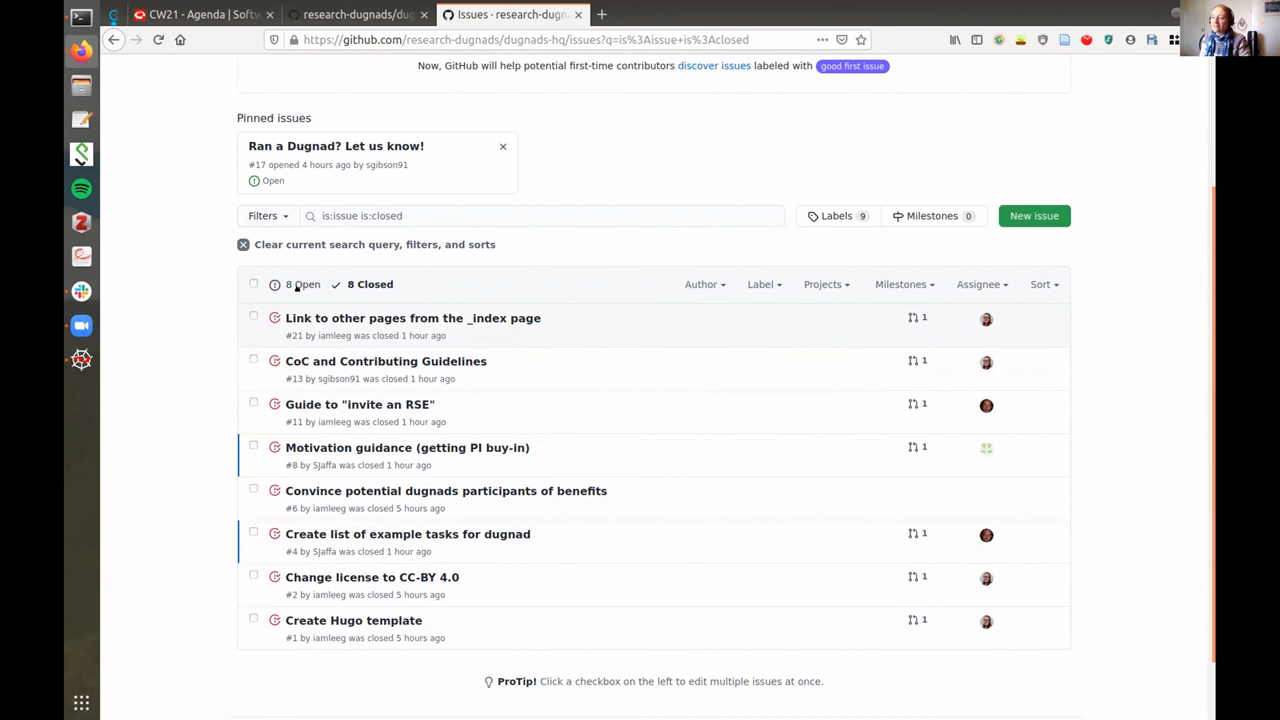 CW21 - Agenda | Softw
research-dugnads/dug
Issues · research-dugn
https://github.com/research-dugnads/dugnads-hq/issues?q=is%3Aissue+is%3Aclosed
Now, GitHub will help potential first-time contributors discover issues labeled with good first issue
Pinned issues
Ran a Dugnad? Let us know!
#17 opened 4 hours ago by sgibson91
Open
Filters
is:issue is:closed
Labels 9
Milestones 0
New issue
Clear current search query, filters, and sorts
8 Open
8 Closed
Author
Label
Projects
Milestones
Assignee
Sort
Link to other pages from the _index page
1
#21 by iamleeg was closed 1 hour ago
CoC and Contributing Guidelines
1
#13 by sgibson91 was closed 1 hour ago
Guide to "invite an RSE"
1
#11 by iamleeg was closed 1 hour ago
Motivation guidance (getting PI buy-in)
1
#8 by SJaffa was closed 1 hour ago
Convince potential dugnads participants of benefits
#6 by iamleeg was closed 5 hours ago
Create list of example tasks for dugnad
1
#4 by SJaffa was closed 1 hour ago
Change license to CC-BY 4.0
1
#2 by iamleeg was closed 5 hours ago
Create Hugo template
1
#1 by iamleeg was closed 5 hours ago
ProTip! Click a checkbox on the left to edit multiple issues at once.